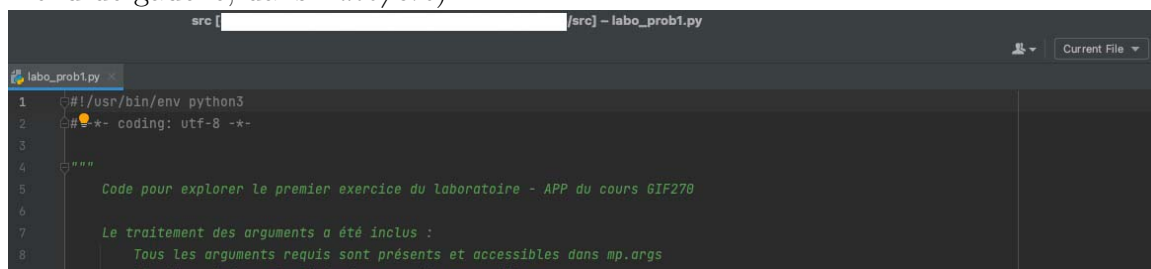 src [ /src] – labo_prob1.py
Current File
labo_prob1.py
1 #!/usr/bin/env python3
2 # -*- coding: utf-8 -*-
3
4 """
5 Code pour explorer le premier exercice du laboratoire - APP du cours GIF270
6
7 Le traitement des arguments a été inclus :
8 Tous les arguments requis sont présents et accessibles dans mp.args